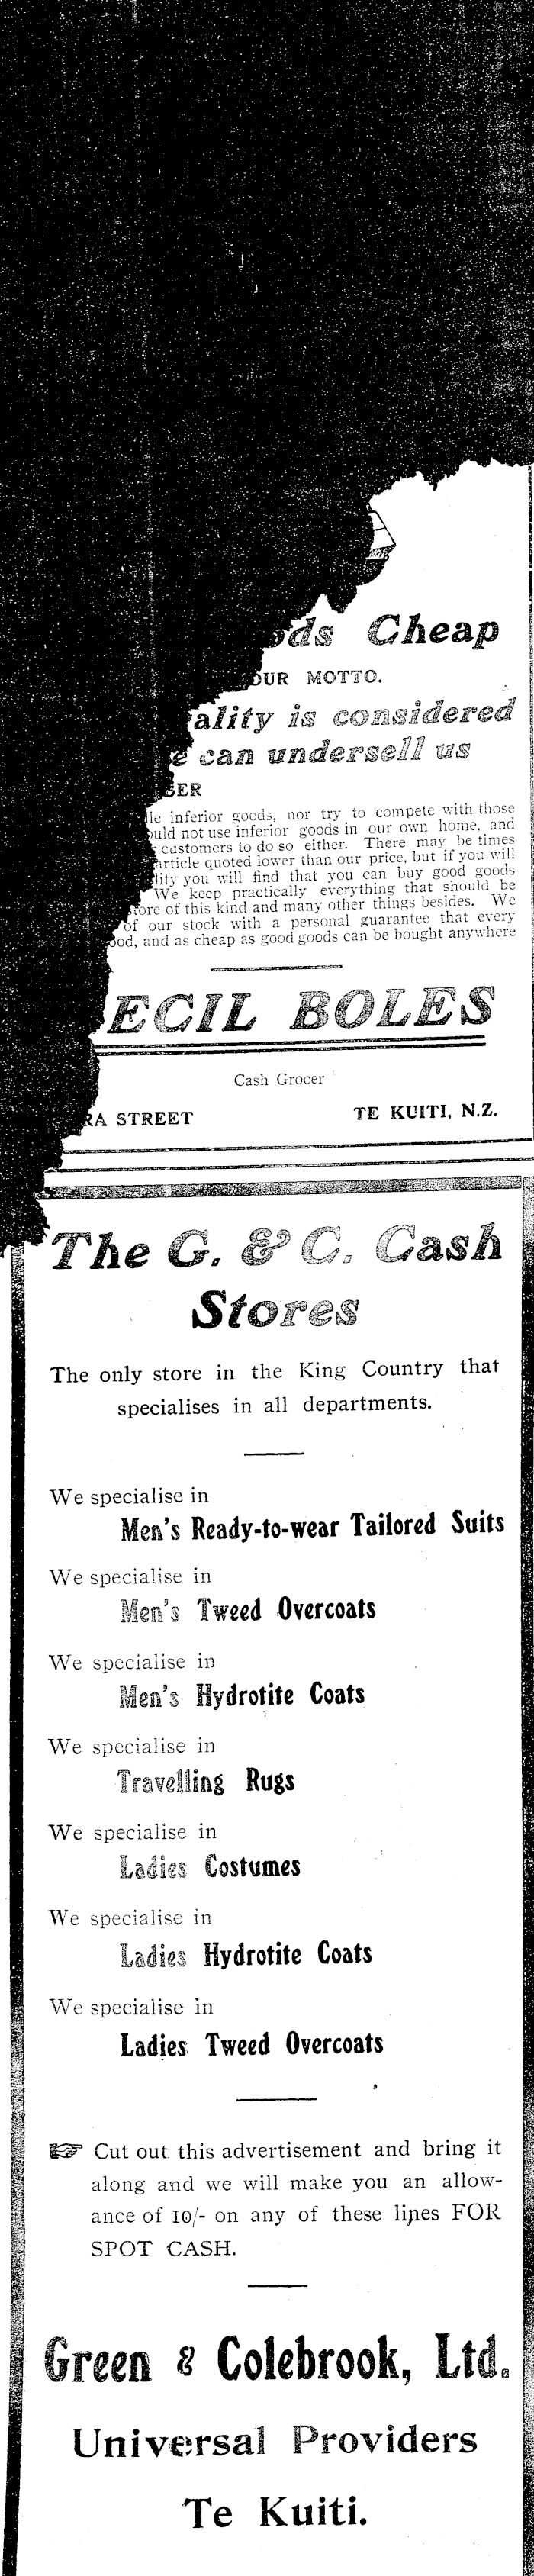 ods Cheap
OUR MOTTO.
ality is considered
e can undersell us
BER
le inferior goods, nor try to compete with those
ould not use inferior goods in our own home, and
customers to do so either. There may be times
article quoted lower than our price, but if you will
lity you will find that you can buy good goods
We keep practically everything that should be
tore of this kind and many other things besides. We
of our stock with a personal guarantee that every
ood, and as cheap as good goods can be bought anywhere
ECIL BOLES
Cash Grocer
RA STREET TE KUITI, N.Z.
The G. & C. Cash
Stores
The only store in the King Country that
specialises in all departments.
We specialise in
Men's Ready-to-wear Tailored Suits
We specialise in
Men's Tweed Overcoats
We specialise in
Men's Hydrotite Coats
We specialise in
Travelling Rugs
We specialise in
Ladies Costumes
We specialise in
Ladies Hydrotite Coats
We specialise in
Ladies Tweed Overcoats
☞ Cut out this advertisement and bring it
along and we will make you an allow-
ance of 10/- on any of these lines FOR
SPOT CASH.
Green & Colebrook, Ltd.
Universal Providers
Te Kuiti.